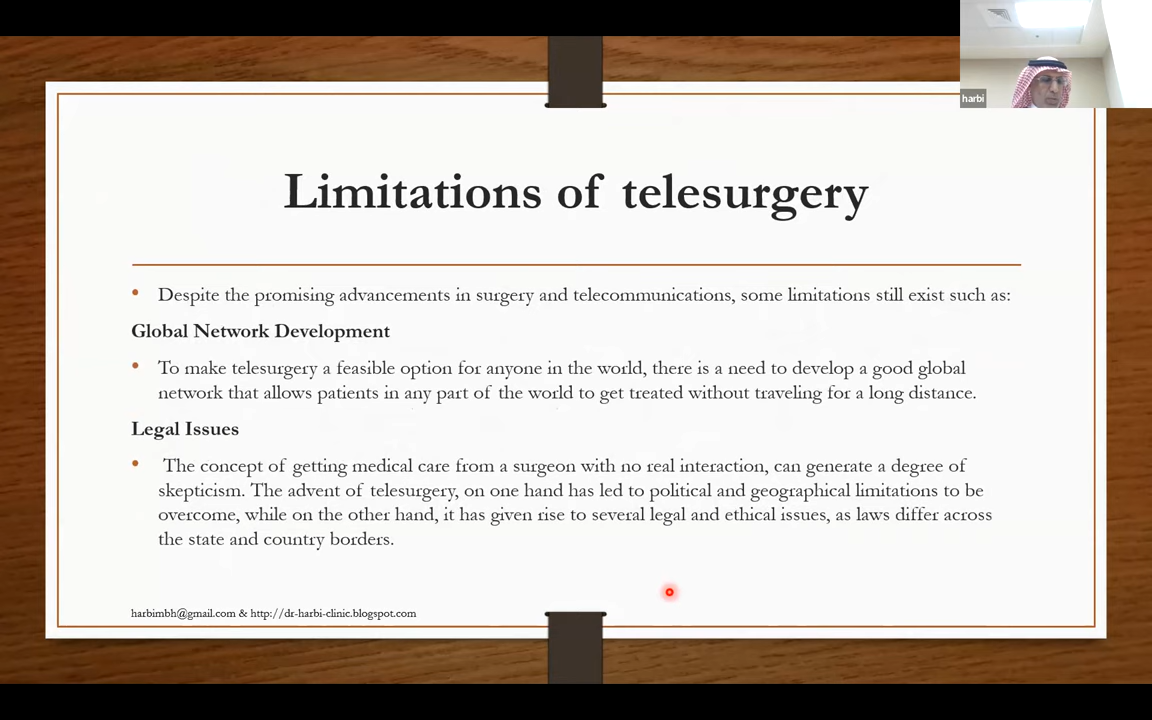 harbi
Limitations of telesurgery
• Despite the promising advancements in surgery and telecommunications, some limitations still exist such as:
Global Network Development
• To make telesurgery a feasible option for anyone in the world, there is a need to develop a good global
network that allows patients in any part of the world to get treated without traveling for a long distance.
Legal Issues
• The concept of getting medical care from a surgeon with no real interaction, can generate a degree of
skepticism. The advent of telesurgery, on one hand has led to political and geographical limitations to be
overcome, while on the other hand, it has given rise to several legal and ethical issues, as laws differ across
the state and country borders.
harbimbh@gmail.com & http://dr-harbi-clinic.blogspot.com